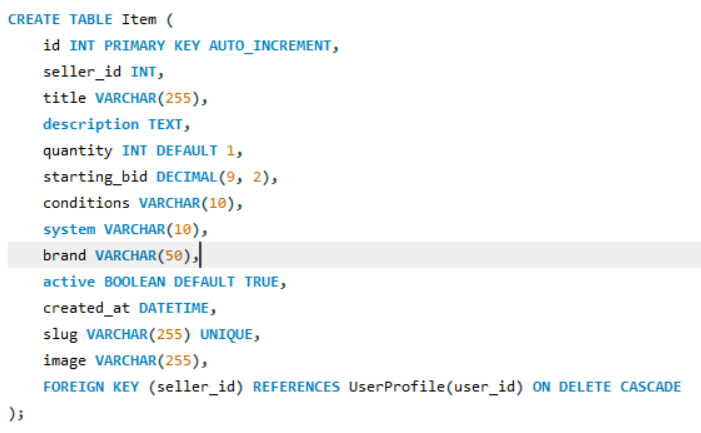 CREATE TABLE Item (
    id INT PRIMARY KEY AUTO_INCREMENT,
    seller_id INT,
    title VARCHAR(255),
    description TEXT,
    quantity INT DEFAULT 1,
    starting_bid DECIMAL(9, 2),
    conditions VARCHAR(10),
    system VARCHAR(10),
    brand VARCHAR(50),
    active BOOLEAN DEFAULT TRUE,
    created_at DATETIME,
    slug VARCHAR(255) UNIQUE,
    image VARCHAR(255),
    FOREIGN KEY (seller_id) REFERENCES UserProfile(user_id) ON DELETE CASCADE
);